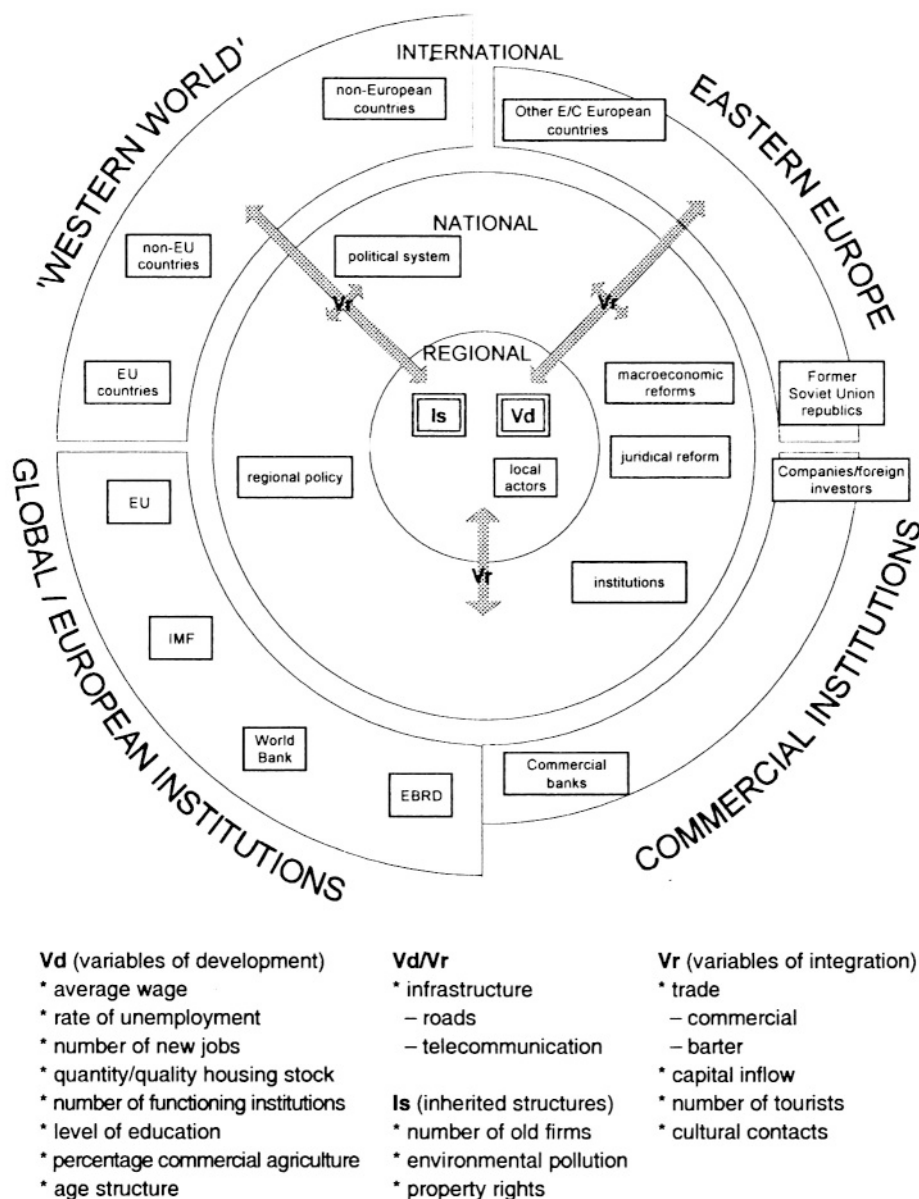 INTERNATIONAL
'WESTERN WORLD'
EASTERN EUROPE
non-European
countries
Other E/C European
countries
NATIONAL
non-EU
countries
political system
Vr
Vr
REGIONAL
EU
countries
macroeconomic
reforms
Former
Soviet Union
republics
Is
Vd
juridical reform
regional policy
local
actors
Companies/foreign
investors
EU
GLOBAL / EUROPEAN INSTITUTIONS
COMMERCIAL INSTITUTIONS
Vr
institutions
IMF
World
Bank
Commercial
banks
EBRD
Vd (variables of development)
* average wage
* rate of unemployment
* number of new jobs
* quantity/quality housing stock
* number of functioning institutions
* level of education
* percentage commercial agriculture
* age structure
Vd/Vr
* infrastructure
– roads
– telecommunication
Is (inherited structures)
* number of old firms
* environmental pollution
* property rights
Vr (variables of integration)
* trade
– commercial
– barter
* capital inflow
* number of tourists
* cultural contacts